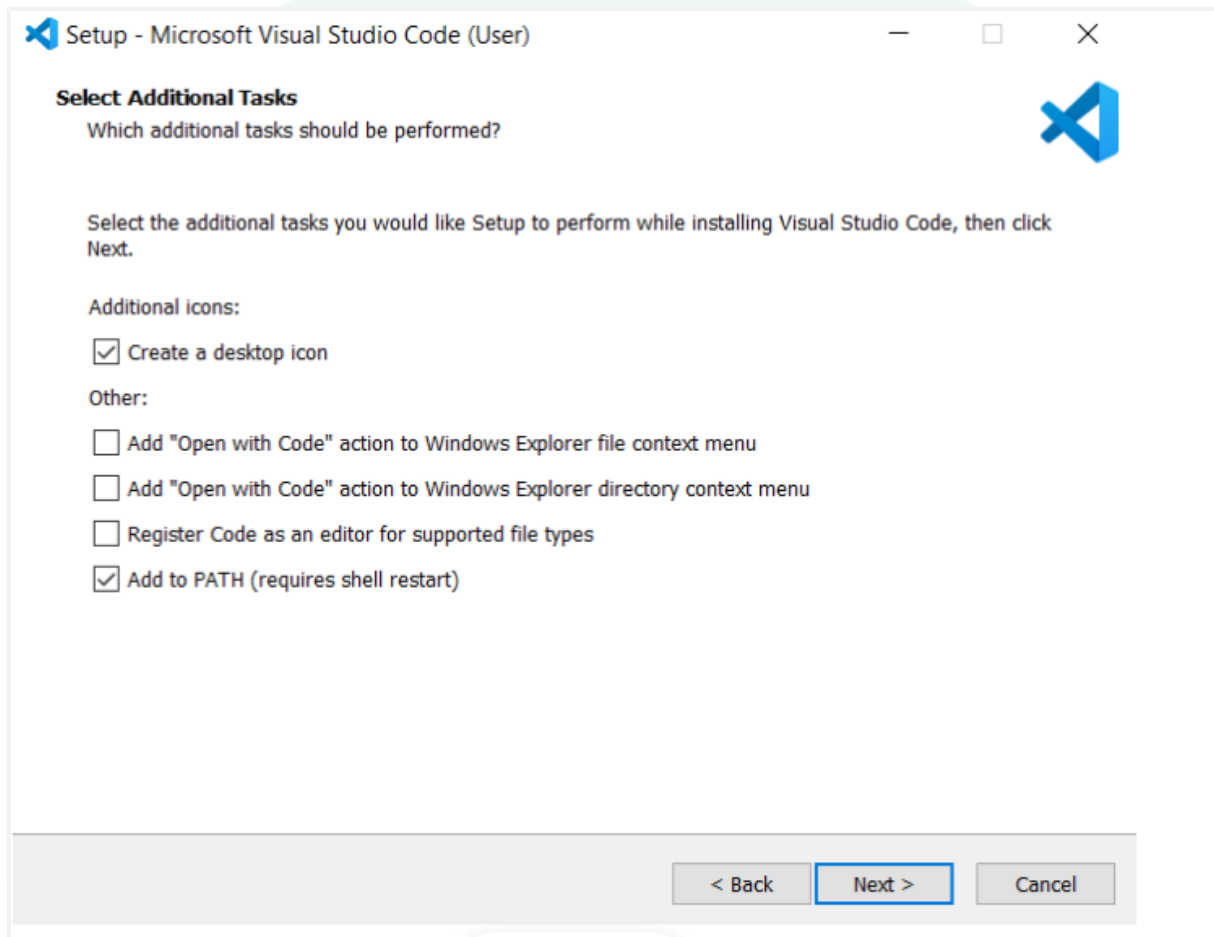 Setup - Microsoft Visual Studio Code (User)
Select Additional Tasks
Which additional tasks should be performed?
Select the additional tasks you would like Setup to perform while installing Visual Studio Code, then click
Next.
Additional icons:
Create a desktop icon
Other:
Add "Open with Code" action to Windows Explorer file context menu
Add "Open with Code" action to Windows Explorer directory context menu
Register Code as an editor for supported file types
Add to PATH (requires shell restart)
< Back Next > Cancel